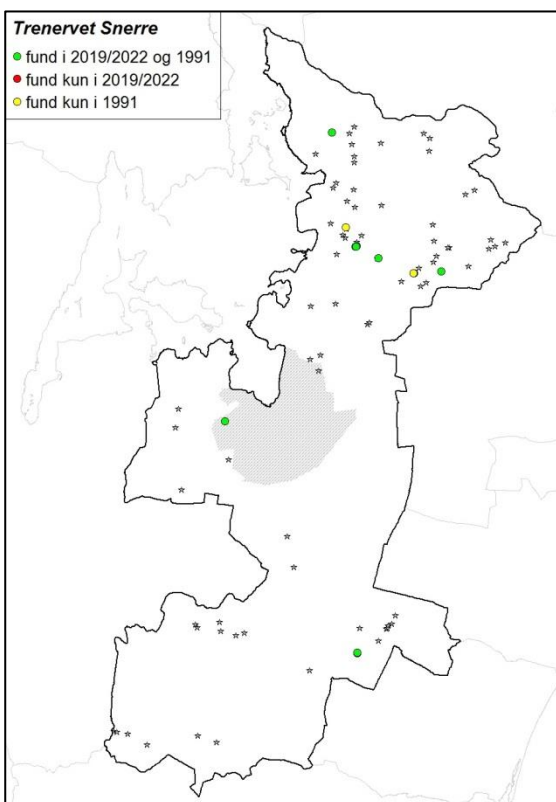 Trenervet Snerre
fund i 2019/2022 og 1991
fund kun i 2019/2022
fund kun i 1991